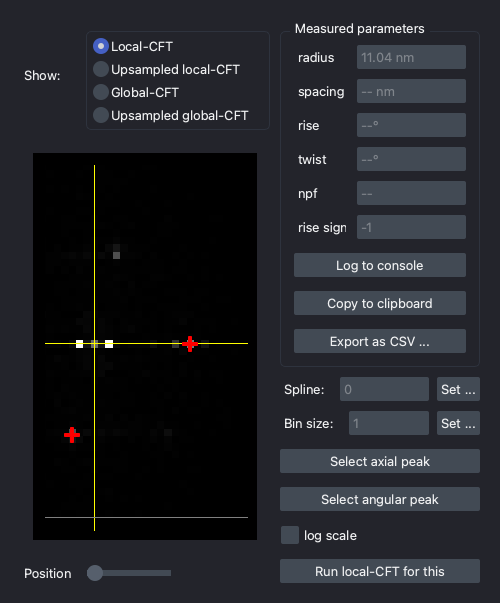 Show:
Local-CFT
Upsampled local-CFT
Global-CFT
Upsampled global-CFT
Measured parameters
radius 11.04 nm
spacing -- nm
rise --°
twist --°
npf --
rise sign -1
Log to console
Copy to clipboard
Export as CSV ...
Spline: 0 Set ...
Bin size: 1 Set ...
Select axial peak
Select angular peak
log scale
Position
Run local-CFT for this